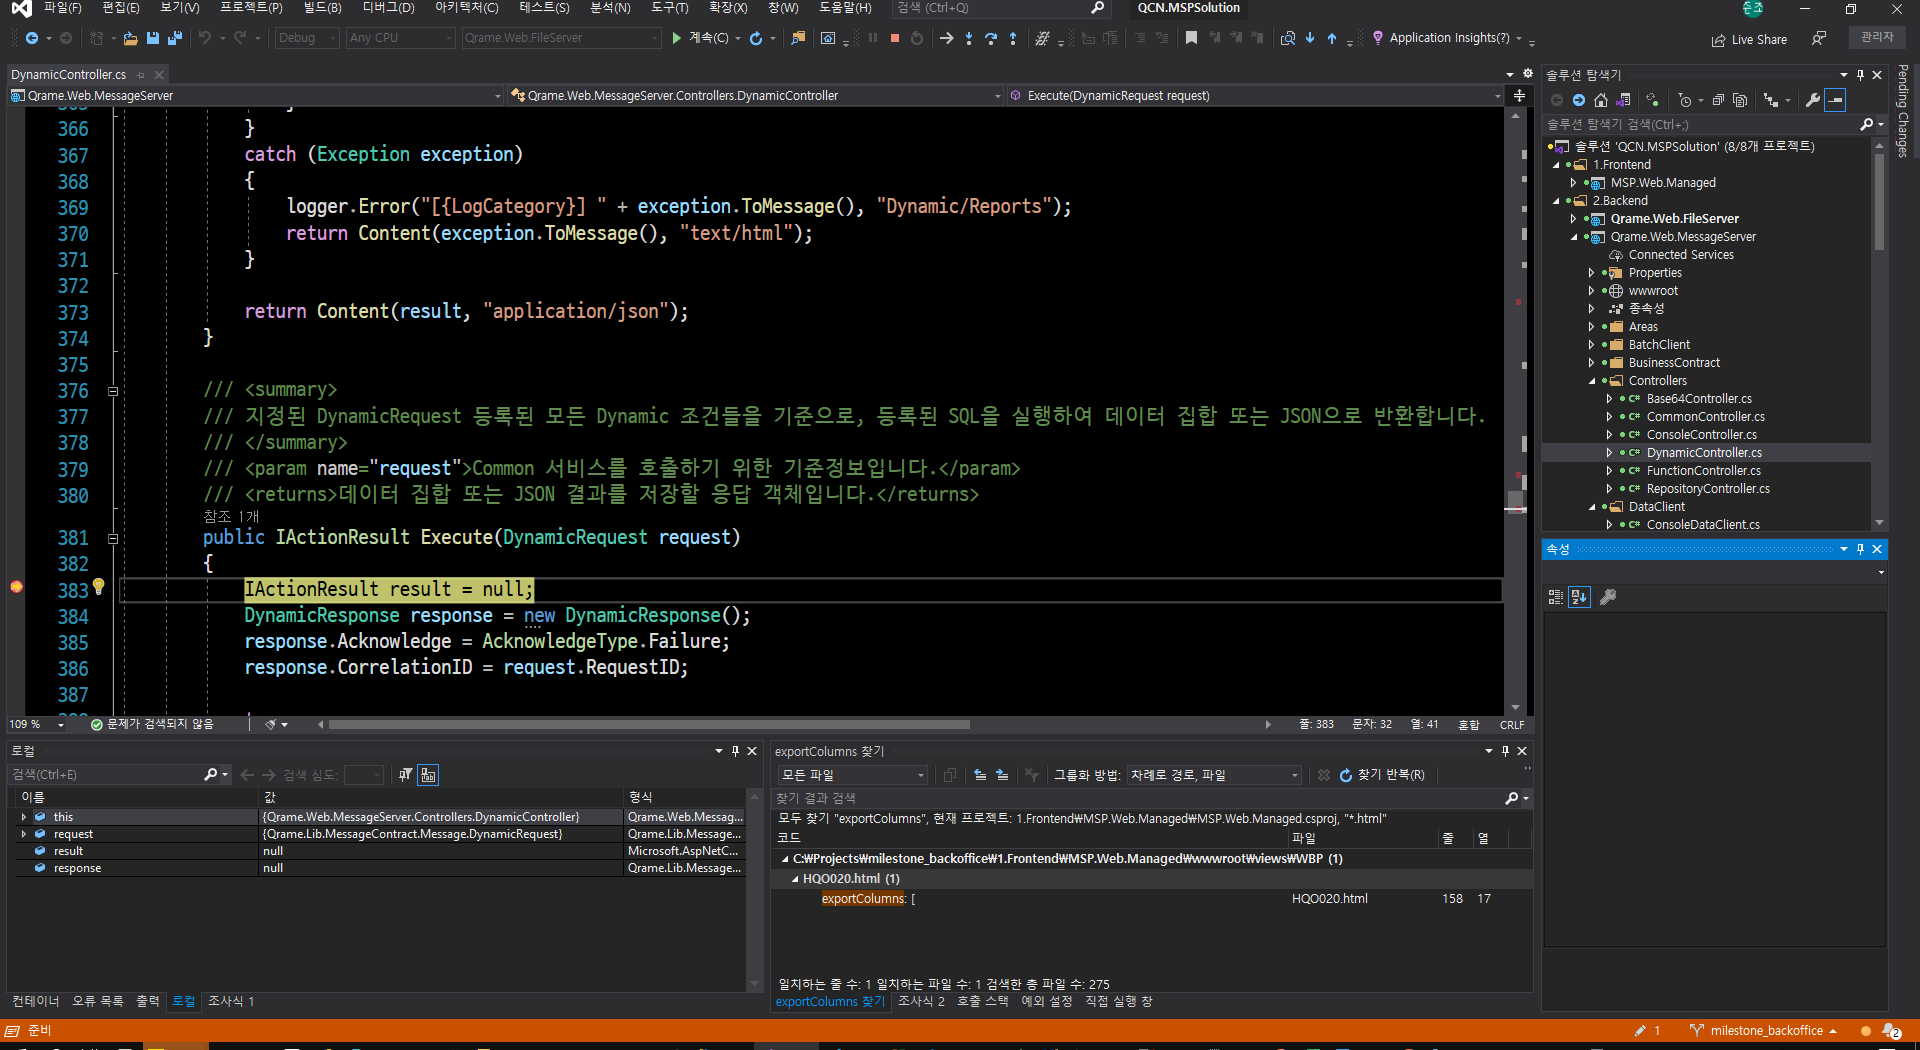 파일(F) 편집(E) 보기(V) 프로젝트(P) 빌드(B) 디버그(D) 아키텍처(C) 테스트(S) 분석(N) 도구(T) 확장(X) 창(W) 도움말(H) 검색 (Ctrl+Q) QCN.MSPSolution 준조
Debug Any CPU Qrame.Web.FileServer 계속(C) Application Insights(?) Live Share 관리자
DynamicController.cs
Qrame.Web.MessageServer Qrame.Web.MessageServer.Controllers.DynamicController Execute(DynamicRequest request)
365 }
366 }
367 catch (Exception exception)
368 {
369 logger.Error("[{LogCategory}] " + exception.ToMessage(), "Dynamic/Reports");
370 return Content(exception.ToMessage(), "text/html");
371 }
372
373 return Content(result, "application/json");
374 }
375
376 /// <summary>
377 /// 지정된 DynamicRequest 등록된 모든 Dynamic 조건들을 기준으로, 등록된 SQL을 실행하여 데이터 집합 또는 JSON으로 반환합니다.
378 /// </summary>
379 /// <param name="request">Common 서비스를 호출하기 위한 기준정보입니다.</param>
380 /// <returns>데이터 집합 또는 JSON 결과를 저장할 응답 객체입니다.</returns>
참조 1개
381 public IActionResult Execute(DynamicRequest request)
382 {
383 IActionResult result = null;
384 DynamicResponse response = new DynamicResponse();
385 response.Acknowledge = AcknowledgeType.Failure;
386 response.CorrelationID = request.RequestID;
387
109 % 문제가 검색되지 않음 줄: 383 문자: 32 열: 41 혼합 CRLF
솔루션 탐색기
솔루션 탐색기 검색(Ctrl+;)
솔루션 'QCN.MSPSolution' (8/8개 프로젝트)
1.Frontend
MSP.Web.Managed
2.Backend
Qrame.Web.FileServer
Qrame.Web.MessageServer
Connected Services
Properties
wwwroot
종속성
Areas
BatchClient
BusinessContract
Controllers
Base64Controller.cs
CommonController.cs
ConsoleController.cs
DynamicController.cs
FunctionController.cs
RepositoryController.cs
DataClient
ConsoleDataClient.cs
Pending Changes
속성
로컬
검색(Ctrl+E) 검색 심도:
이름 값 형식
this {Qrame.Web.MessageServer.Controllers.DynamicController} Qrame.Web.Messag...
request {Qrame.Lib.MessageContract.Message.DynamicRequest} Qrame.Lib.Message...
result null Microsoft.AspNetC...
response null Qrame.Lib.Message...
컨테이너 오류 목록 출력 로컬 조사식 1
exportColumns 찾기
모든 파일 그룹화 방법: 차례로 경로, 파일 찾기 반복(R)
찾기 결과 검색
모두 찾기 "exportColumns", 현재 프로젝트: 1.Frontend₩MSP.Web.Managed₩MSP.Web.Managed.csproj, "*.html"
코드 파일 줄 열
C:₩Projects₩milestone_backoffice₩1.Frontend₩MSP.Web.Managed₩wwwroot₩views₩WBP (1)
HQO020.html (1)
exportColumns: [ HQO020.html 158 17
일치하는 줄 수: 1 일치하는 파일 수: 1 검색한 총 파일 수: 275
exportColumns 찾기 조사식 2 호출 스택 예외 설정 직접 실행 창
준비 1 milestone_backoffice 2